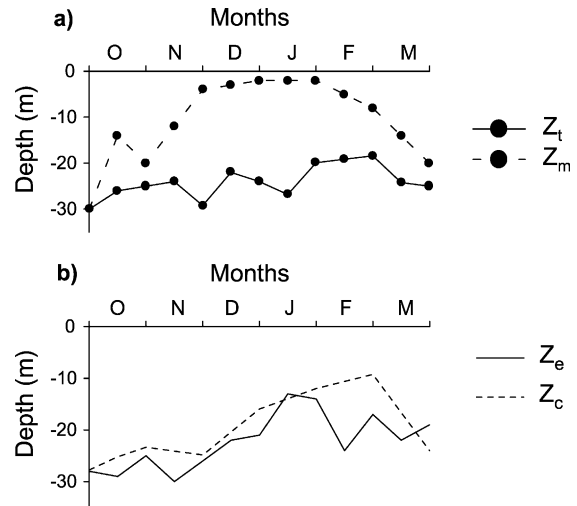 a)
Months
O N D J F M
0
-10
-20
-30
Depth (m)
Zt
Zm
b)
Months
O N D J F M
0
-10
-20
-30
Depth (m)
Ze
Zc